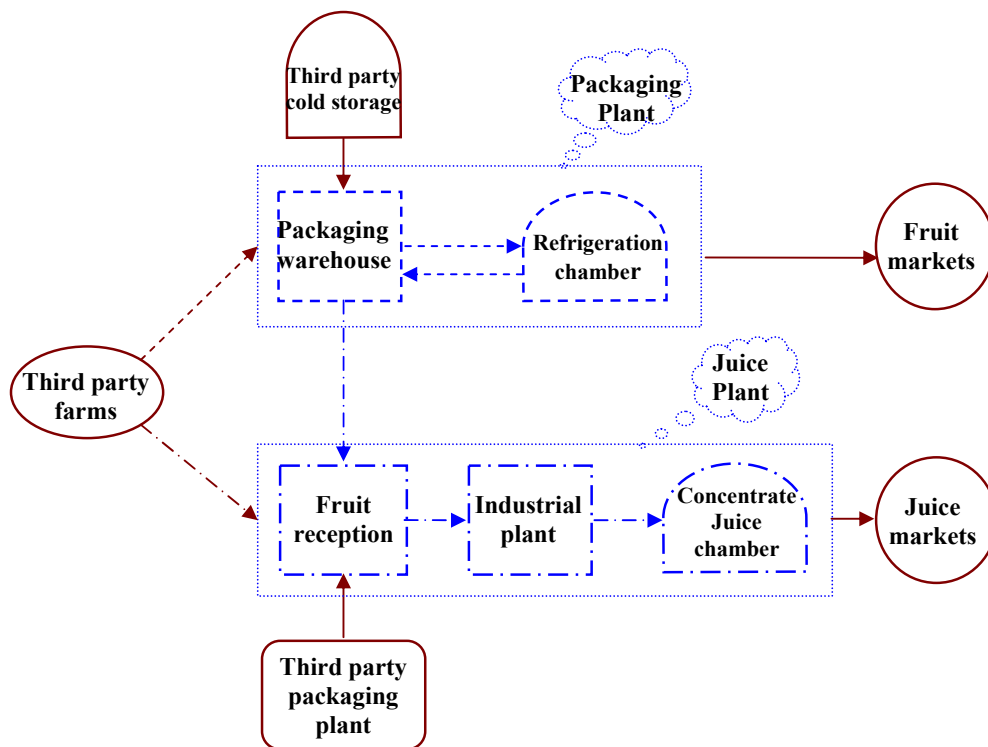 Third party
cold storage
Packaging
Plant
Packaging
warehouse
Refrigeration
chamber
Fruit
markets
Third party
farms
Juice
Plant
Fruit
reception
Industrial
plant
Concentrate
Juice
chamber
Juice
markets
Third party
packaging
plant